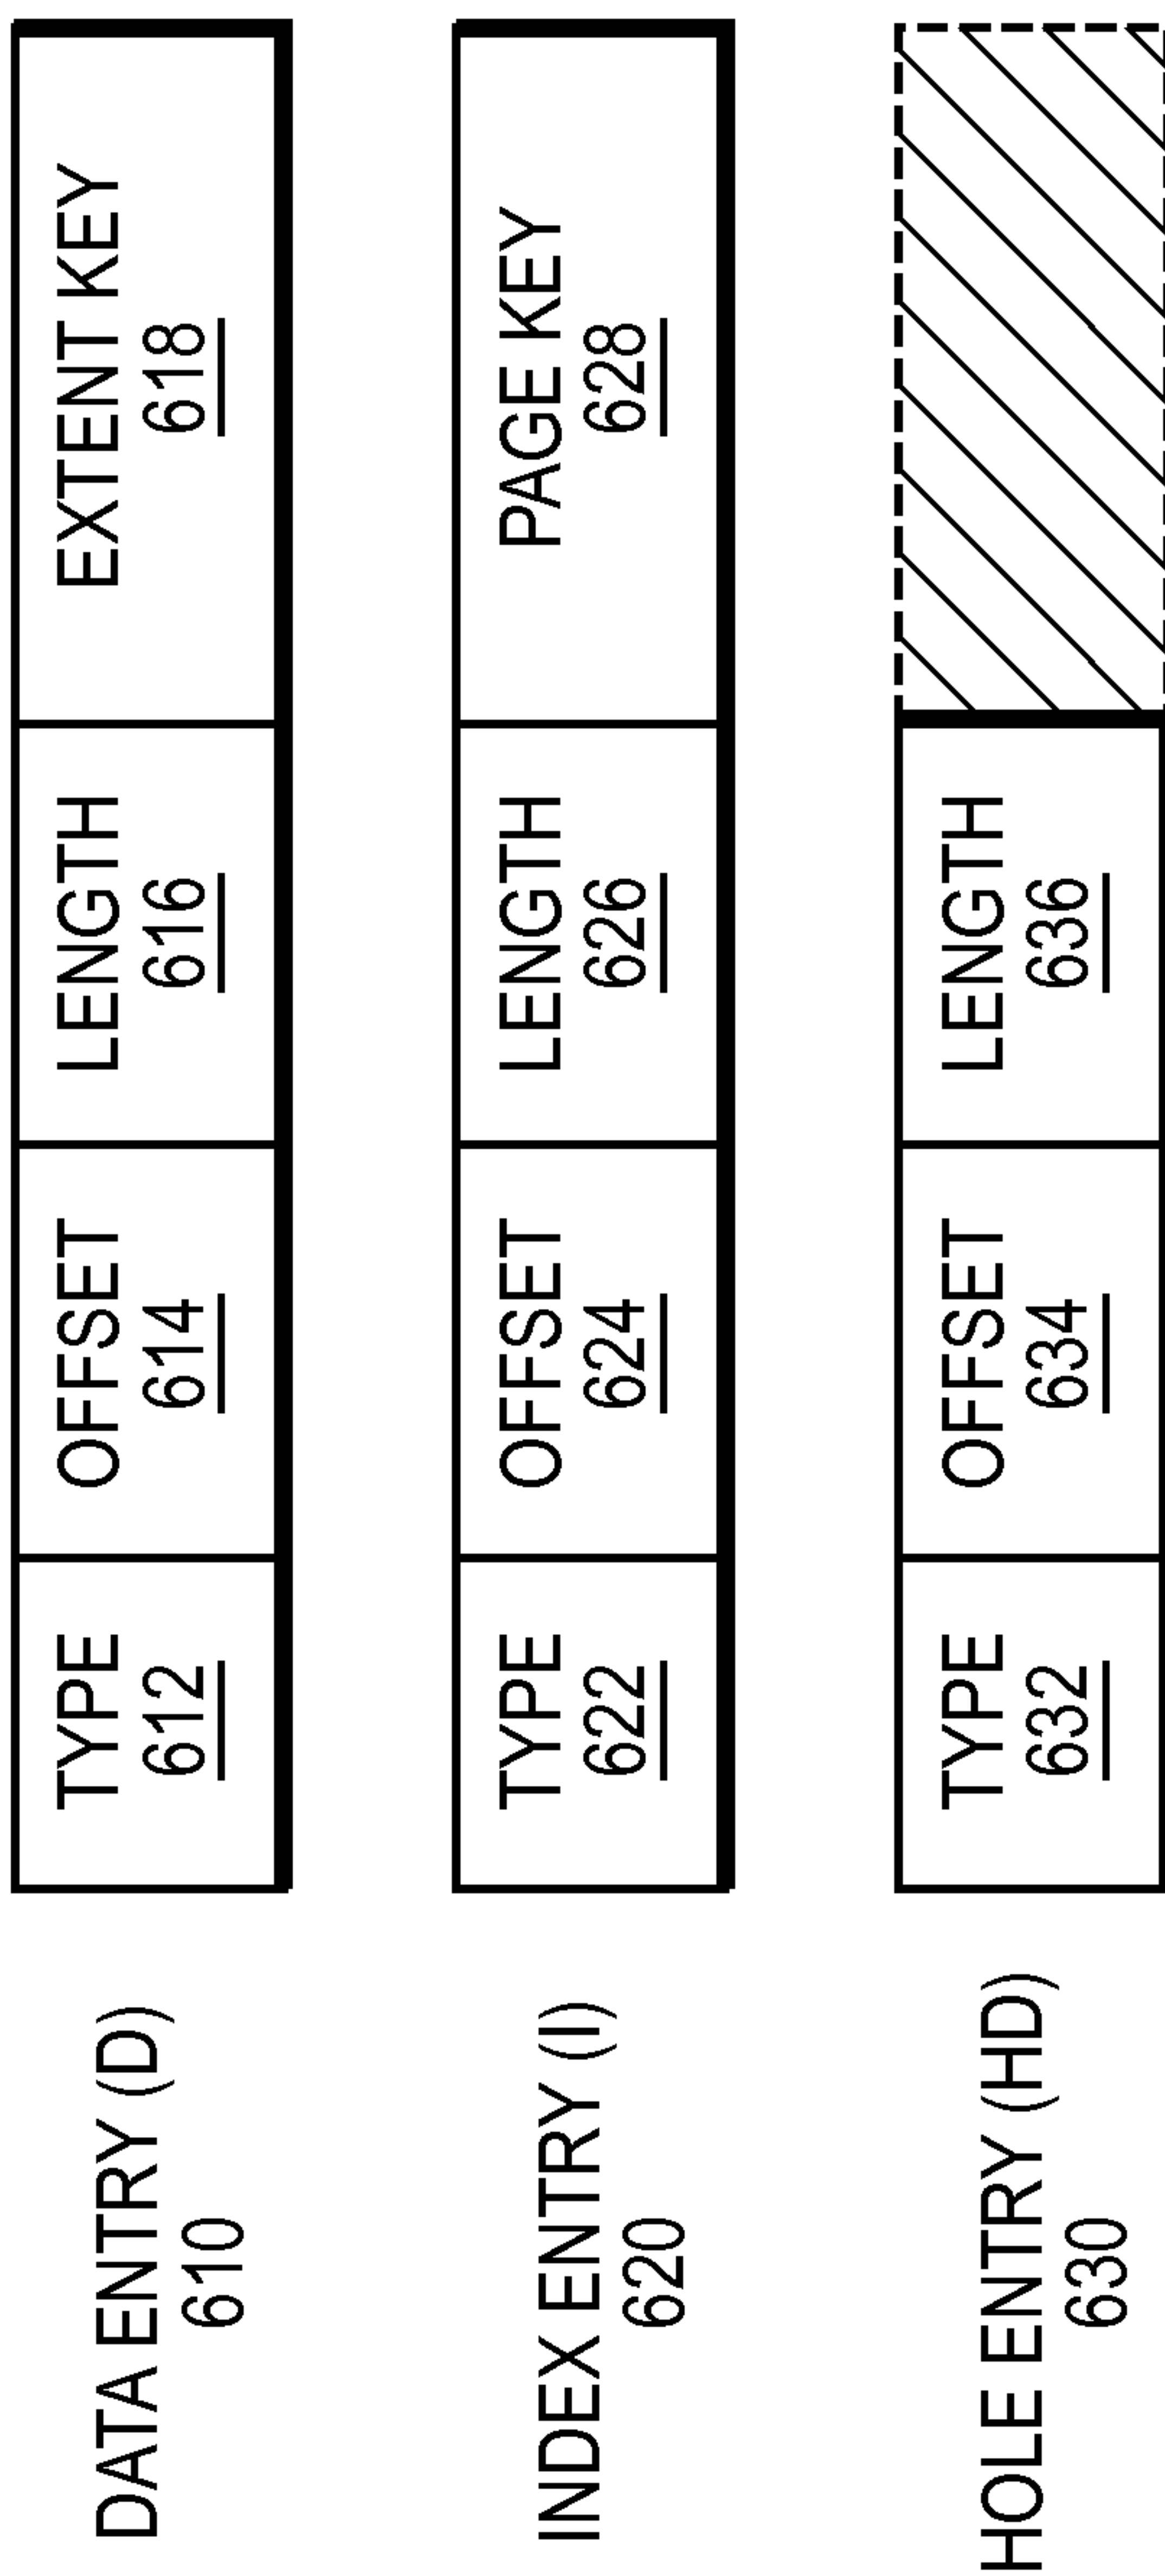 DATA ENTRY (D)
610
TYPE
612
OFFSET
614
LENGTH
616
EXTENT KEY
618
INDEX ENTRY (I)
620
TYPE
622
OFFSET
624
LENGTH
626
PAGE KEY
628
HOLE ENTRY (HD)
630
TYPE
632
OFFSET
634
LENGTH
636